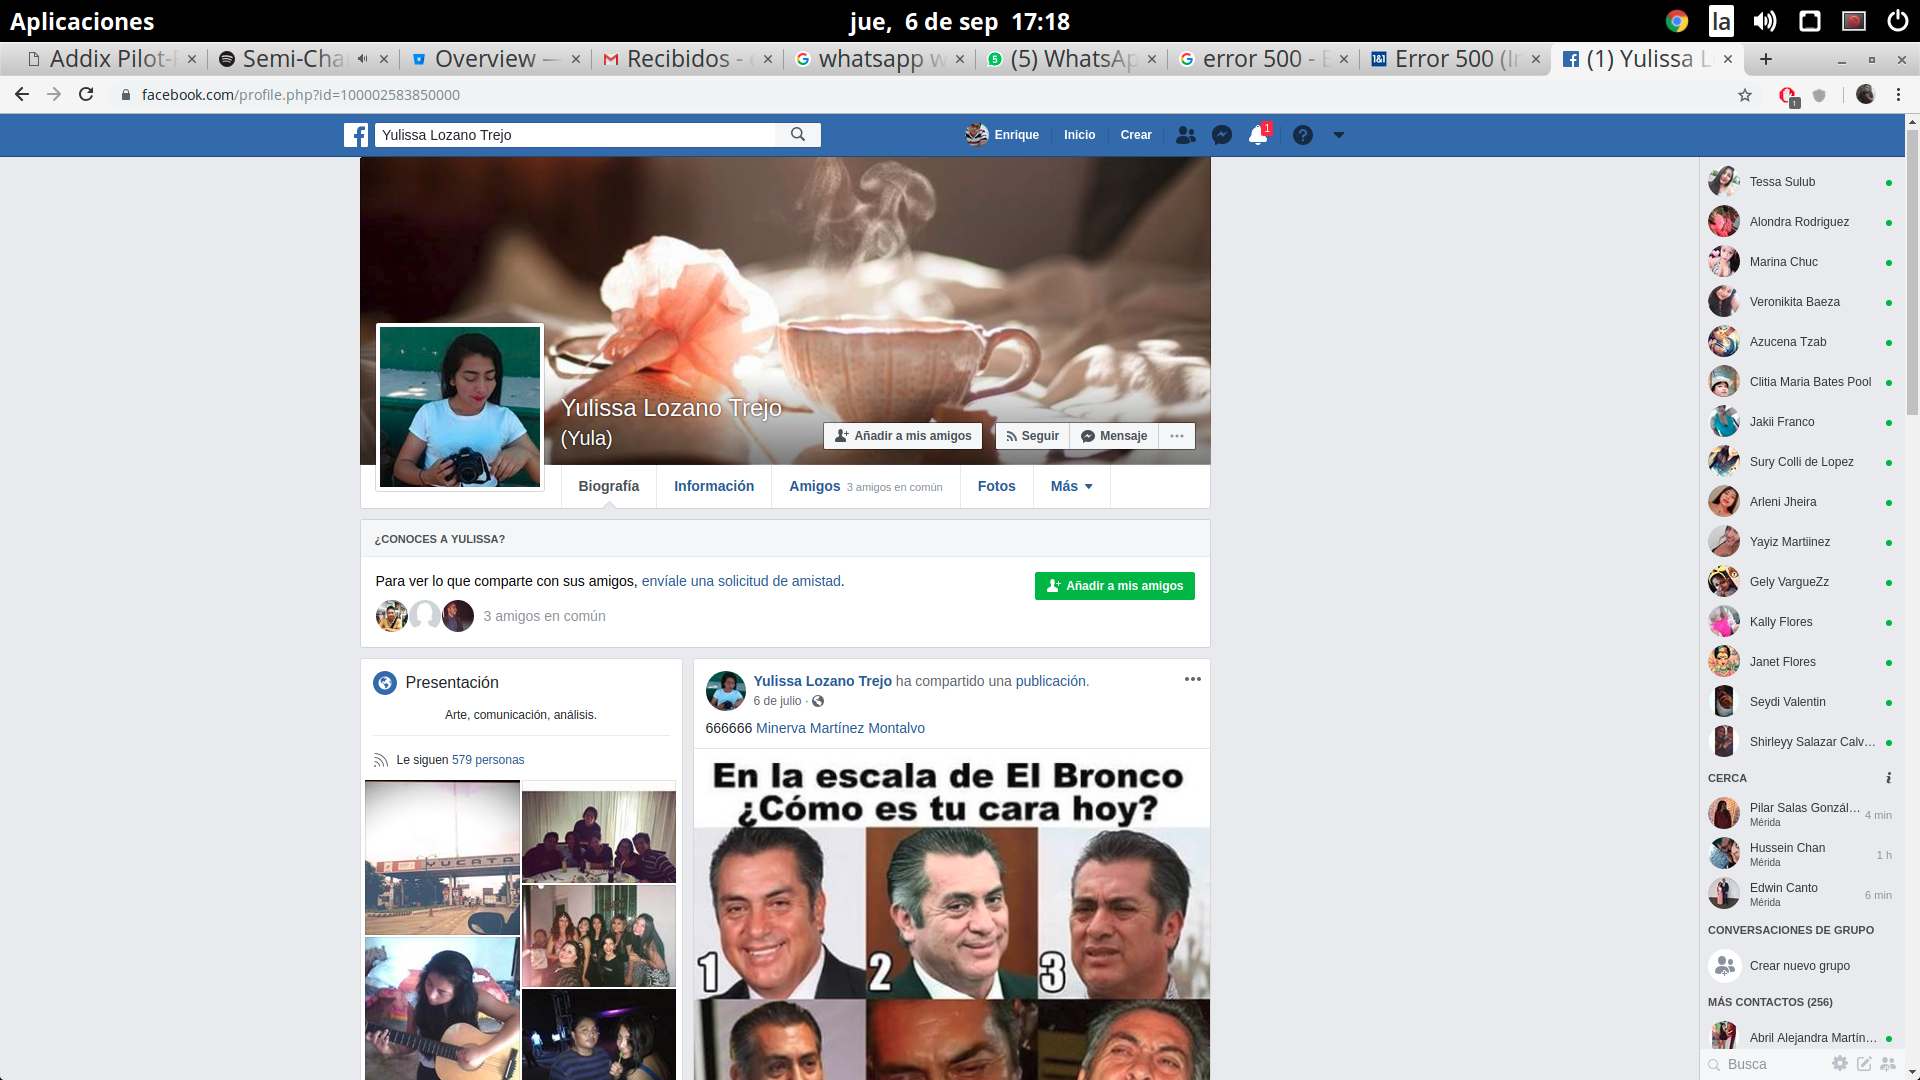 Aplicaciones
jue, 6 de sep 17:18
la
Addix Pilot-
Semi-Cha
Overview —
Recibidos - e
whatsapp w
(5) WhatsAp
error 500 - E
Error 500 (In
(1) Yulissa L
facebook.com/profile.php?id=100002583850000
1
Yulissa Lozano Trejo
Enrique
Inicio
Crear
1
Yulissa Lozano Trejo
(Yula)
Añadir a mis amigos
Seguir
Mensaje
Biografía
Información
Amigos 3 amigos en común
Fotos
Más
¿CONOCES A YULISSA?
Para ver lo que comparte con sus amigos, envíale una solicitud de amistad.
Añadir a mis amigos
3 amigos en común
Presentación
Arte, comunicación, análisis.
Le siguen 579 personas
YUCATA
Yulissa Lozano Trejo ha compartido una publicación.
6 de julio ·
666666 Minerva Martínez Montalvo
En la escala de El Bronco
¿Cómo es tu cara hoy?
1
2
3
Tessa Sulub
Alondra Rodriguez
Marina Chuc
Veronikita Baeza
Azucena Tzab
Clitia Maria Bates Pool
Jakii Franco
Sury Colli de Lopez
Arleni Jheira
Yayiz Martiinez
Gely VargueZz
Kally Flores
Janet Flores
Seydi Valentin
Shirleyy Salazar Calv...
CERCA
Pilar Salas Gonzál... 4 min
Mérida
Hussein Chan 1 h
Mérida
Edwin Canto 6 min
Mérida
CONVERSACIONES DE GRUPO
Crear nuevo grupo
MÁS CONTACTOS (256)
Abril Alejandra Martín...
Busca